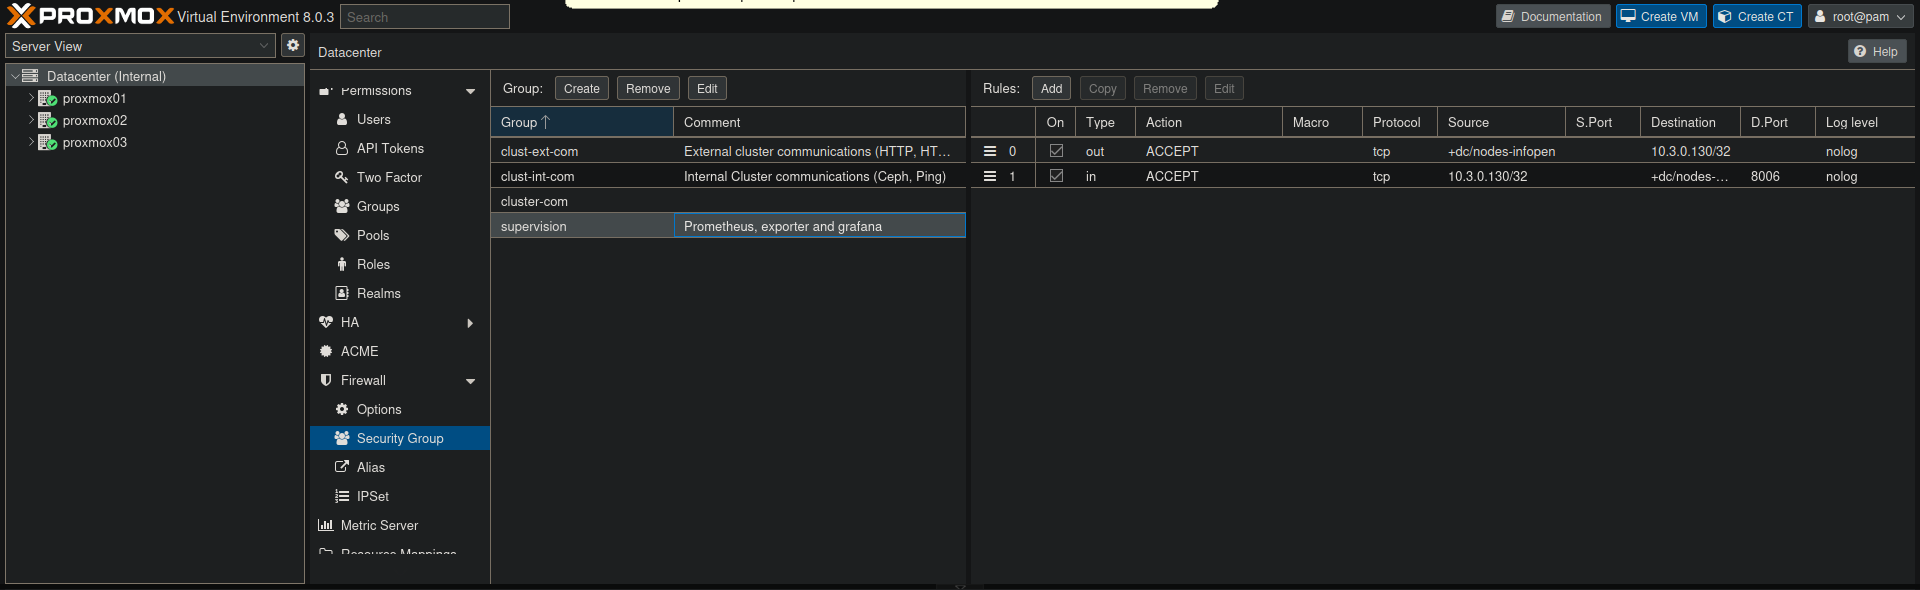 PROXMOX Virtual Environment 8.0.3 Search Documentation Create VM Create CT root@pam
Server View Datacenter Help
Datacenter (Internal)
proxmox01
proxmox02
proxmox03
Permissions
Users
API Tokens
Two Factor
Groups
Pools
Roles
Realms
HA
ACME
Firewall
Options
Security Group
Alias
IPSet
Metric Server
Resource Mappings
Group: Create Remove Edit
Group Comment
clust-ext-com External cluster communications (HTTP, HT...
clust-int-com Internal Cluster communications (Ceph, Ping)
cluster-com
supervision Prometheus, exporter and grafana
Rules: Add Copy Remove Edit
On Type Action Macro Protocol Source S.Port Destination D.Port Log level
0 out ACCEPT tcp +dc/nodes-infopen 10.3.0.130/32 nolog
1 in ACCEPT tcp 10.3.0.130/32 +dc/nodes-... 8006 nolog